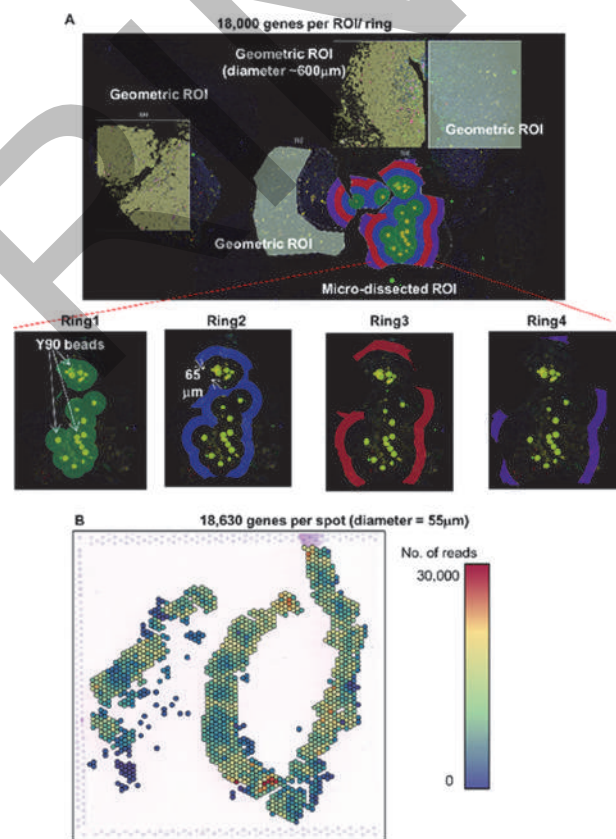 A
18,000 genes per ROI/ ring
Geometric ROI
(diameter ~600μm)
Geometric ROI
Geometric ROI
Geometric ROI
Micro-dissected ROI
Ring1
Ring2
Ring3
Ring4
Y90 beads
65
μm
B
18,630 genes per spot (diameter = 55μm)
No. of reads
30,000
0